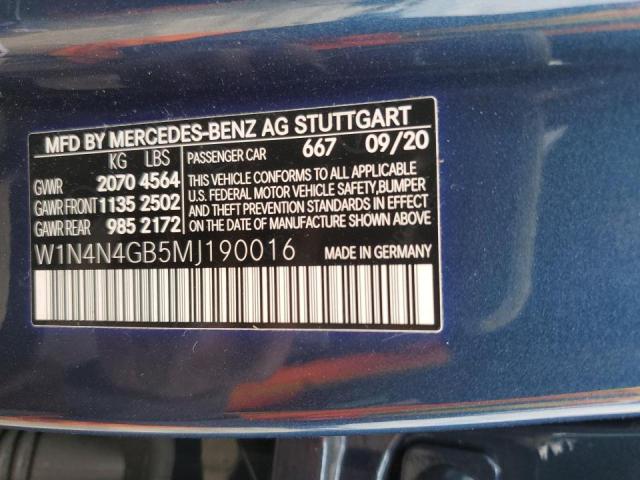 MFD BY MERCEDES-BENZ AG STUTTGART
KG LBS PASSENGER CAR 667 09/20
GVWR 2070 4564
GAWR FRONT 1135 2502
GAWR REAR 985 2172
THIS VEHICLE CONFORMS TO ALL APPLICABLE
U.S. FEDERAL MOTOR VEHICLE SAFETY, BUMPER
AND THEFT PREVENTION STANDARDS IN EFFECT
ON THE DATE OF MANUFACTURE SHOWN ABOVE.
W1N4N4GB5MJ190016 MADE IN GERMANY